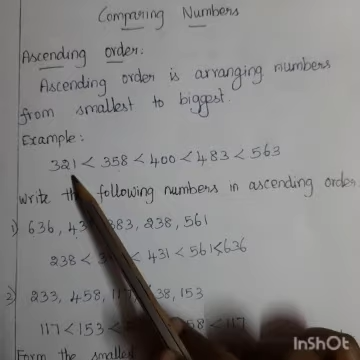 Comparing Numbers
Ascending order:
Ascending order is arranging numbers
from smallest to biggest.
Example:
321 < 358 < 400 < 483 < 563
Write the following numbers in ascending order
1) 636, 383, 238, 561
238 < < 431 < 561 < 636
2) 233, 458, 38, 153
117 < 153 < 58 < 117
Form the smallest
InShOt